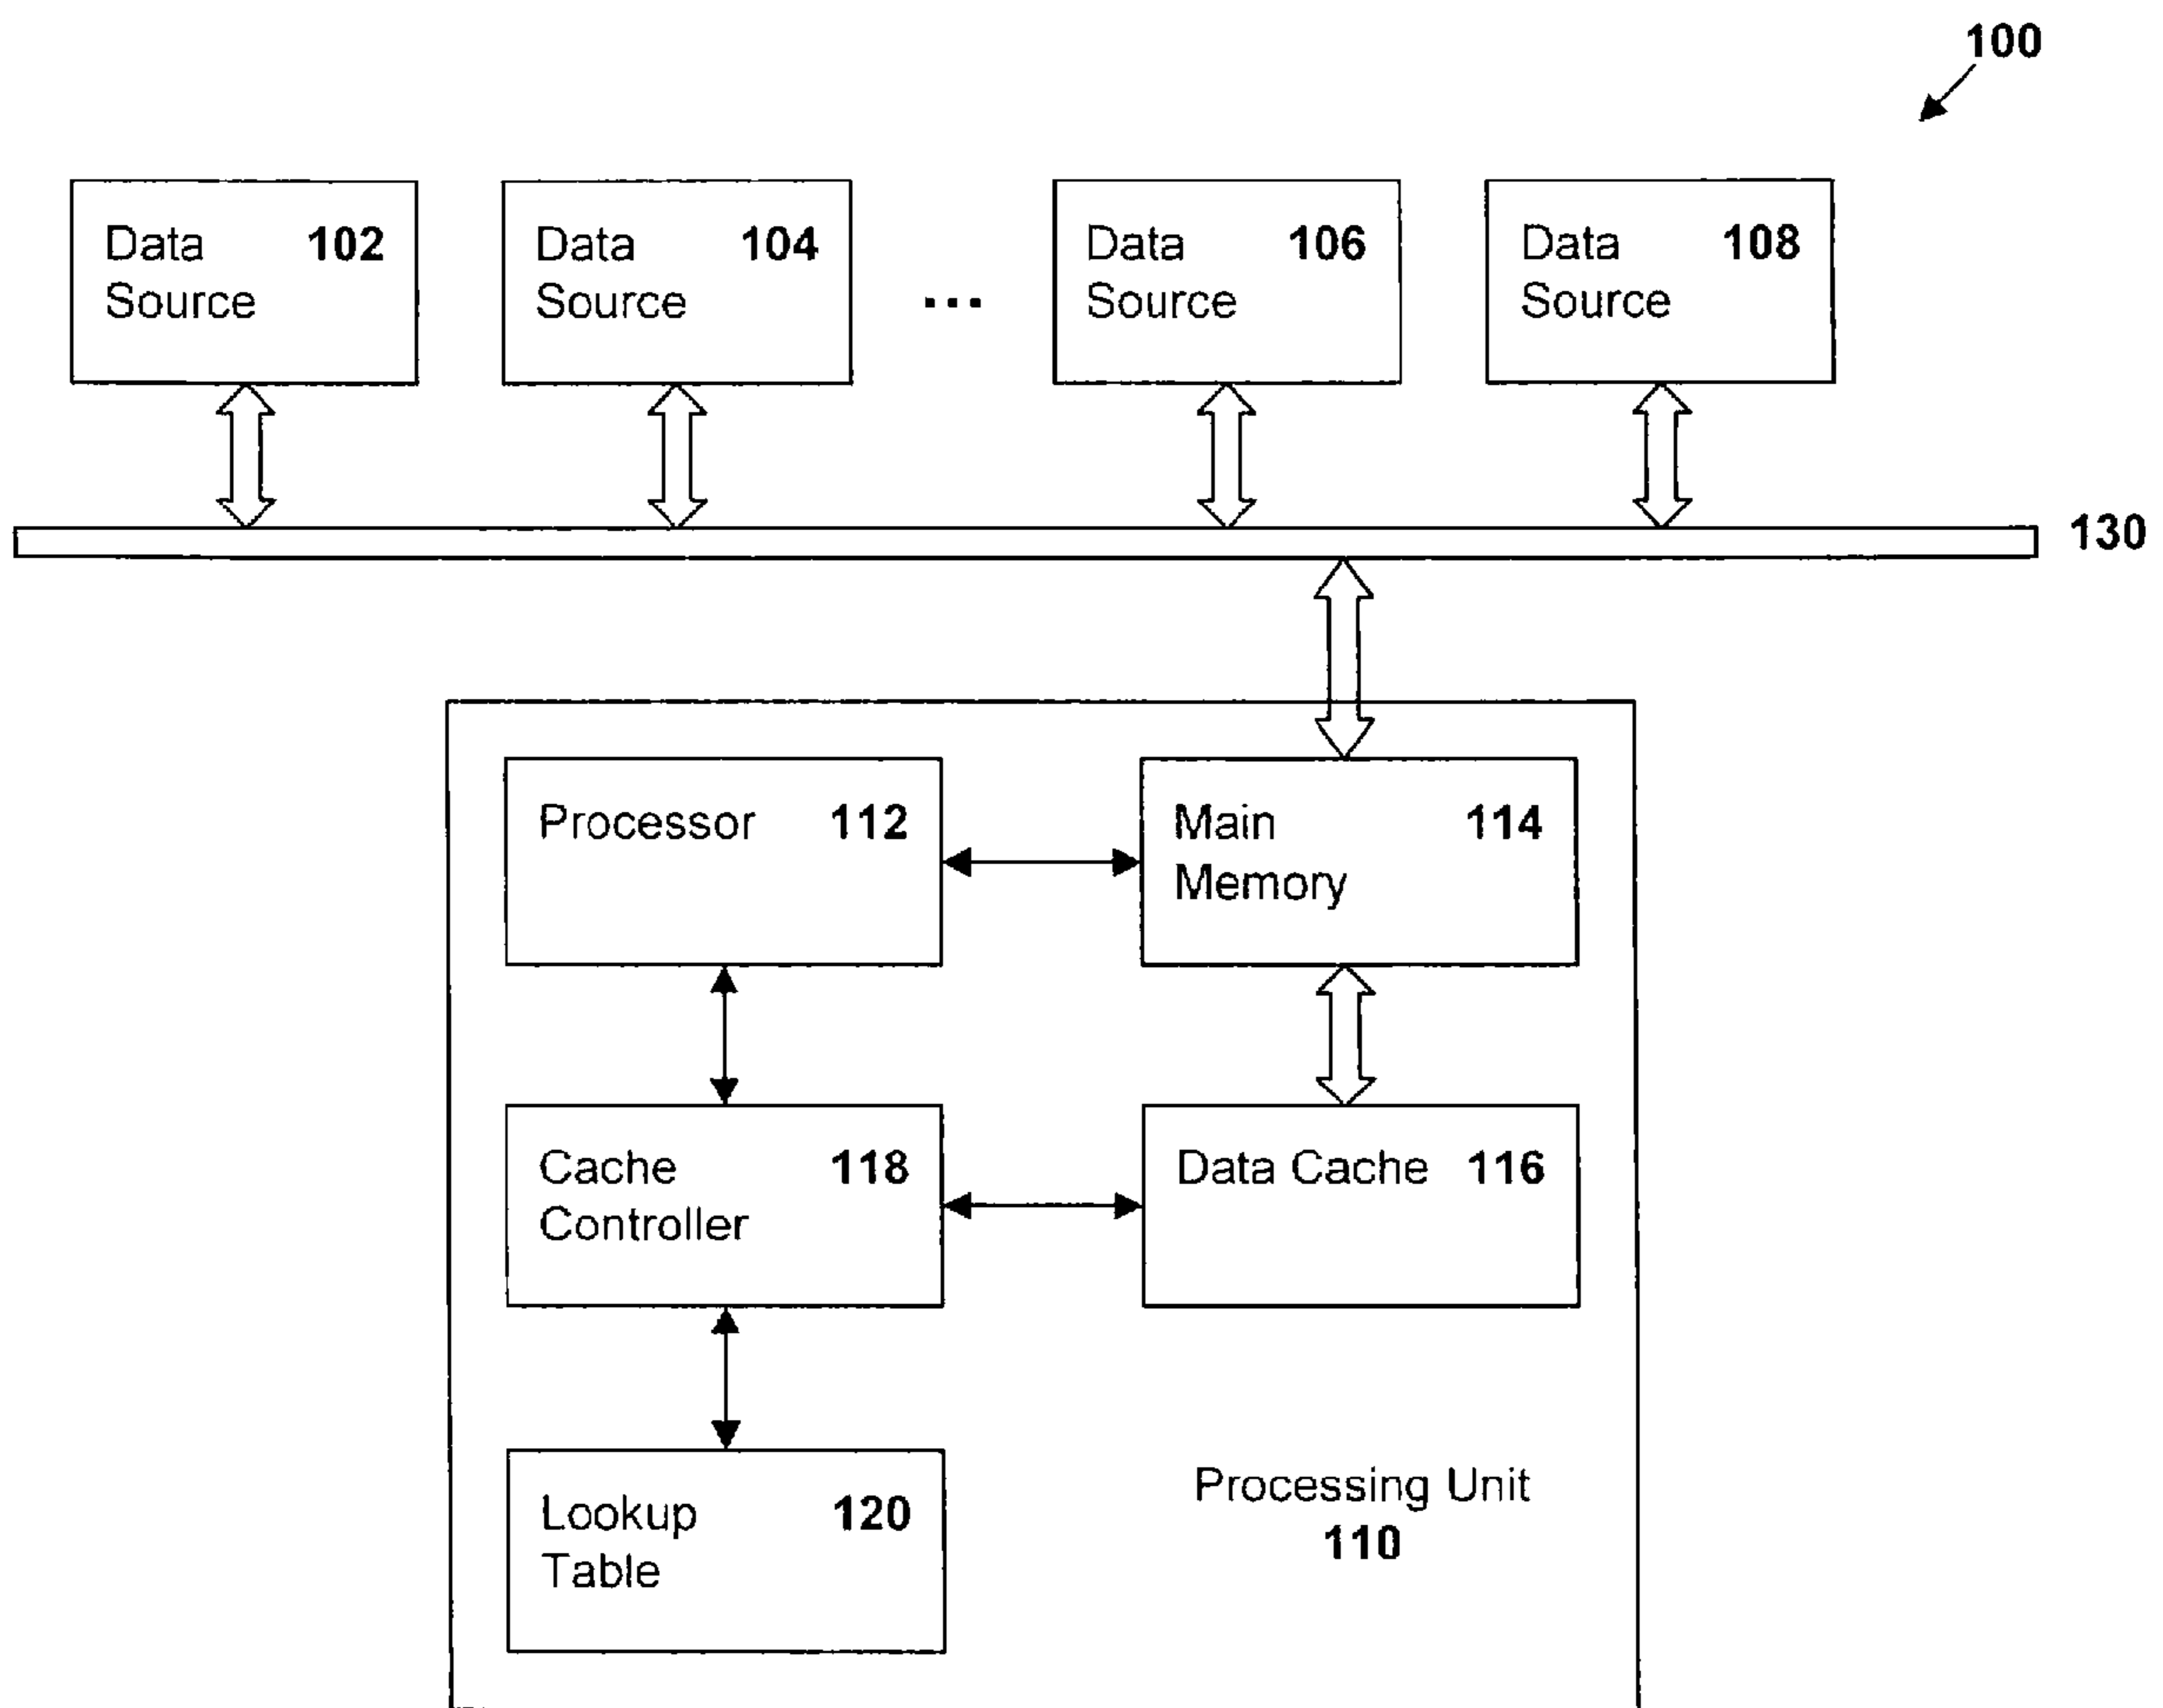 100
Data 102
Source
Data 104
Source
...
Data 106
Source
Data 108
Source
130
Processor 112
Main 114
Memory
Cache 118
Controller
Data Cache 116
Lookup 120
Table
Processing Unit
110